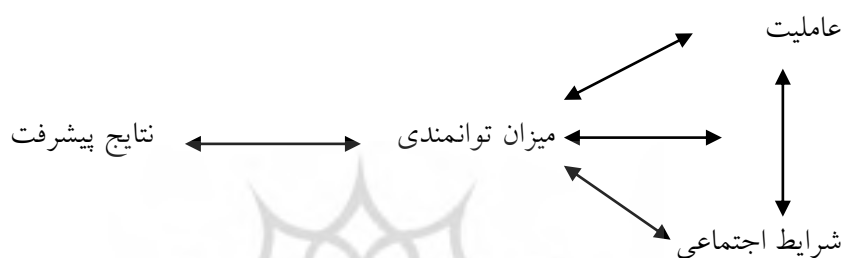 عاملیت
میزان توانمندی
نتایج پیشرفت
شرایط اجتماعی